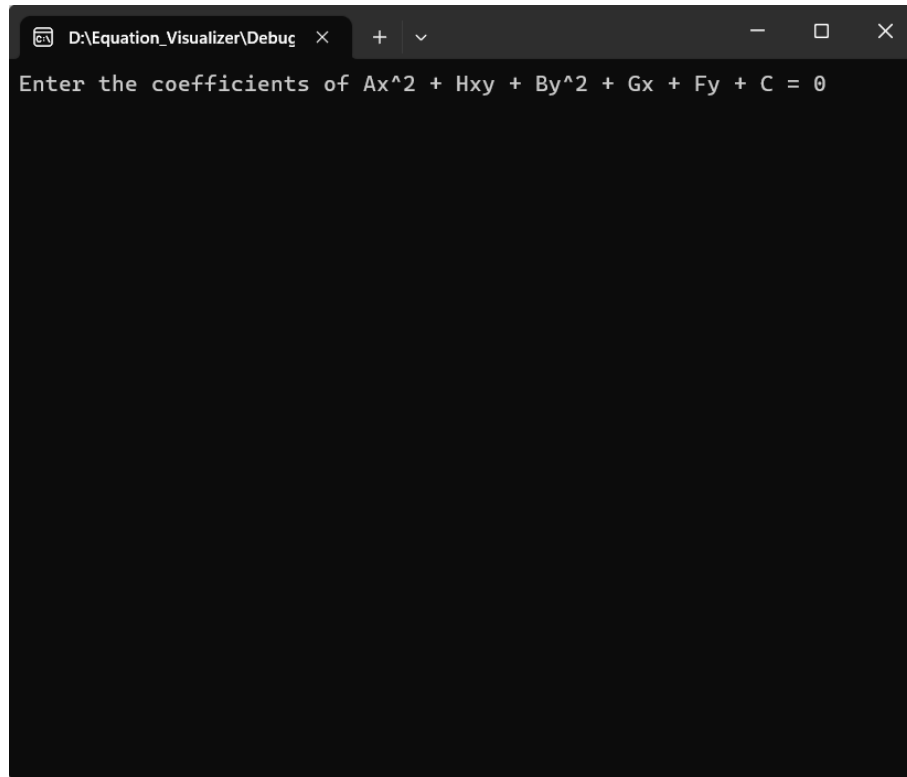 D:\Equation_Visualizer\Debug
Enter the coefficients of Ax^2 + Hxy + By^2 + Gx + Fy + C = 0